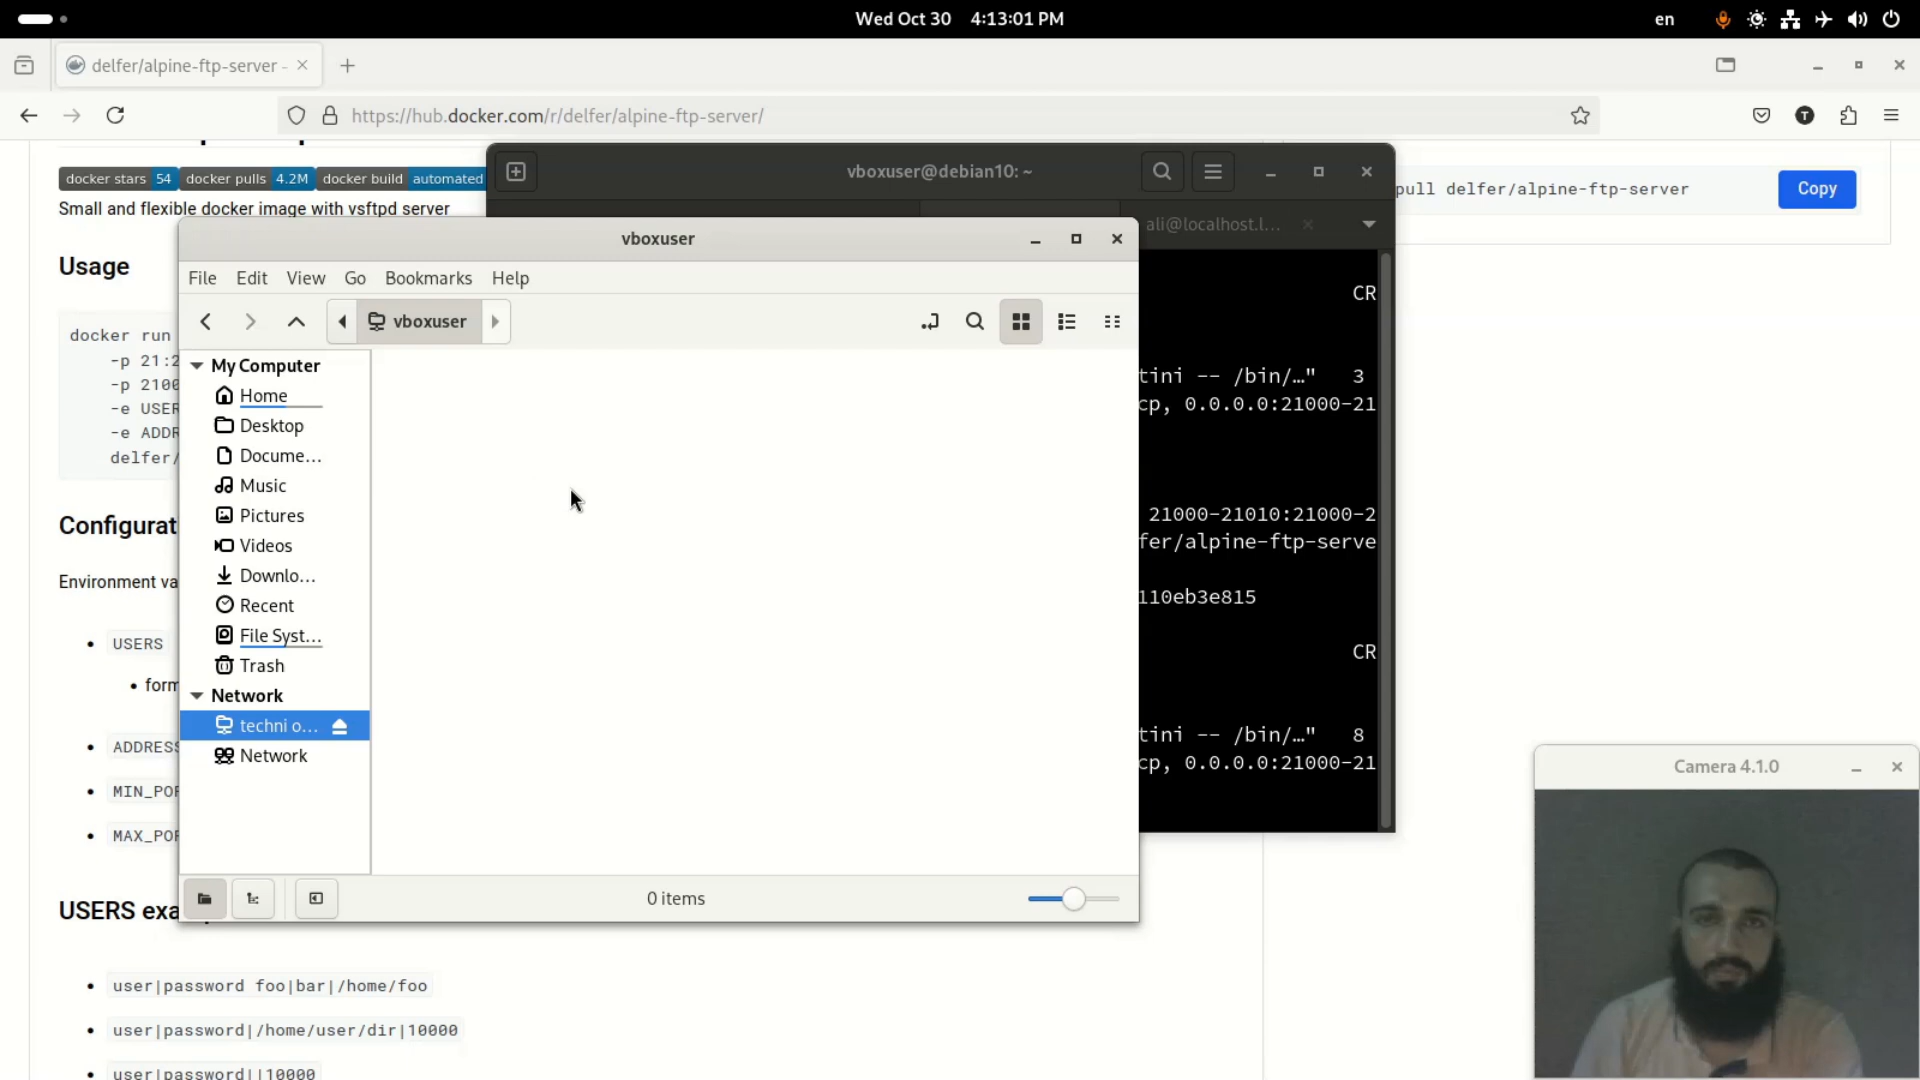 Wed Oct 30 4:13:01 PM
en
delfer/alpine-ftp-server -
https://hub.docker.com/r/delfer/alpine-ftp-server/
T
docker stars 54 docker pulls 4.2M docker build automated
Small and flexible docker image with vsftpd server
pull delfer/alpine-ftp-server
Copy
Usage
docker run
-p 21:2
-p 2100
-e USER
-e ADDR
delfer/
Configurat
Environment va
• USERS
• form
• ADDRESS
• MIN_POR
• MAX_POR
USERS exa
• user|password foo|bar|/home/foo
• user|password|/home/user/dir|10000
• user|password||10000
vboxuser@debian10: ~
ali@localhost.l…
CR
tini -- /bin/…" 3
cp, 0.0.0.0:21000-21
21000-21010:21000-2
fer/alpine-ftp-serve
110eb3e815
CR
tini -- /bin/…" 8
cp, 0.0.0.0:21000-21
vboxuser
File Edit View Go Bookmarks Help
vboxuser
My Computer
Home
Desktop
Docume…
Music
Pictures
Videos
Downlo…
Recent
File Syst…
Trash
Network
techni o…
Network
0 items
Camera 4.1.0